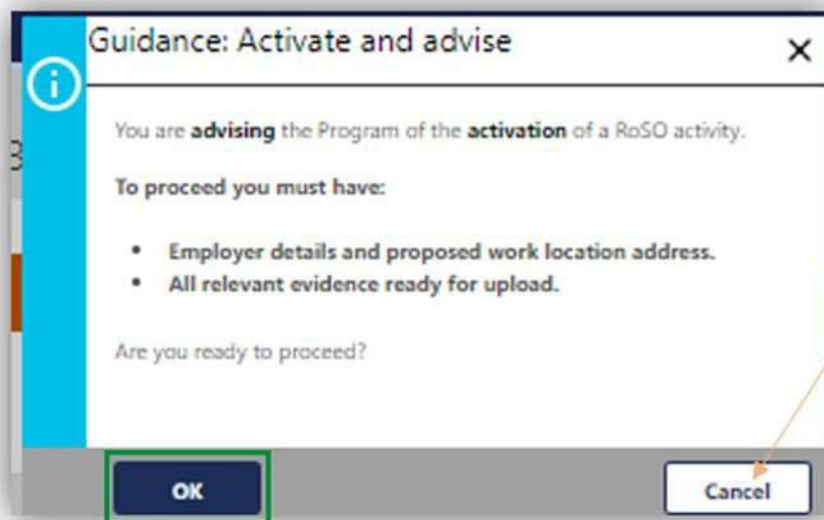 Guidance: Activate and advise
You are advising the Program of the activation of a RoSO activity.
To proceed you must have:
• Employer details and proposed work location address.
• All relevant evidence ready for upload.
Are you ready to proceed?
OK
Cancel